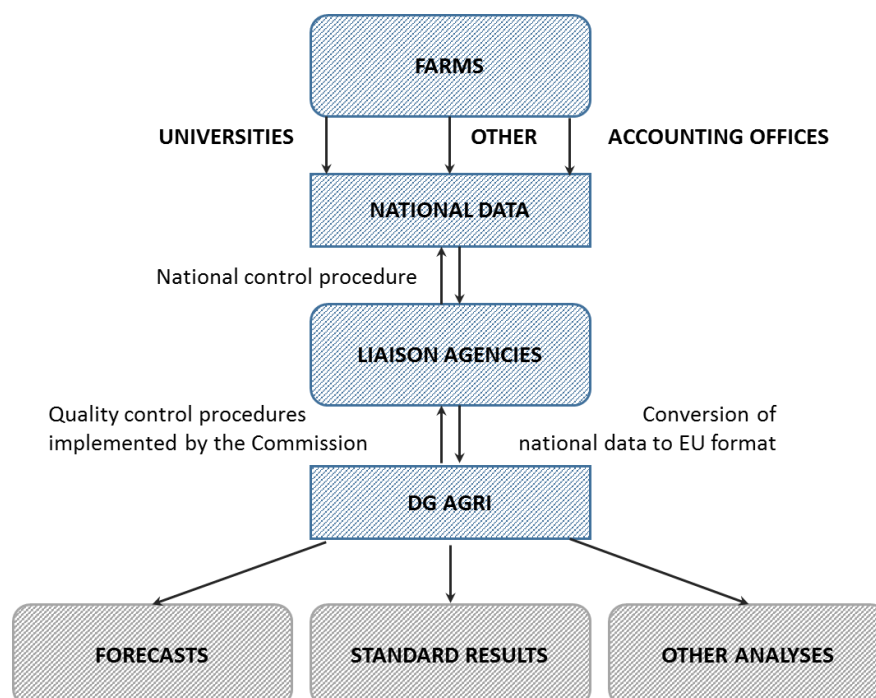 FARMS
UNIVERSITIES
OTHER
ACCOUNTING OFFICES
NATIONAL DATA
National control procedure
LIAISON AGENCIES
Quality control procedures
implemented by the Commission
Conversion of
national data to EU format
DG AGRI
FORECASTS
STANDARD RESULTS
OTHER ANALYSES